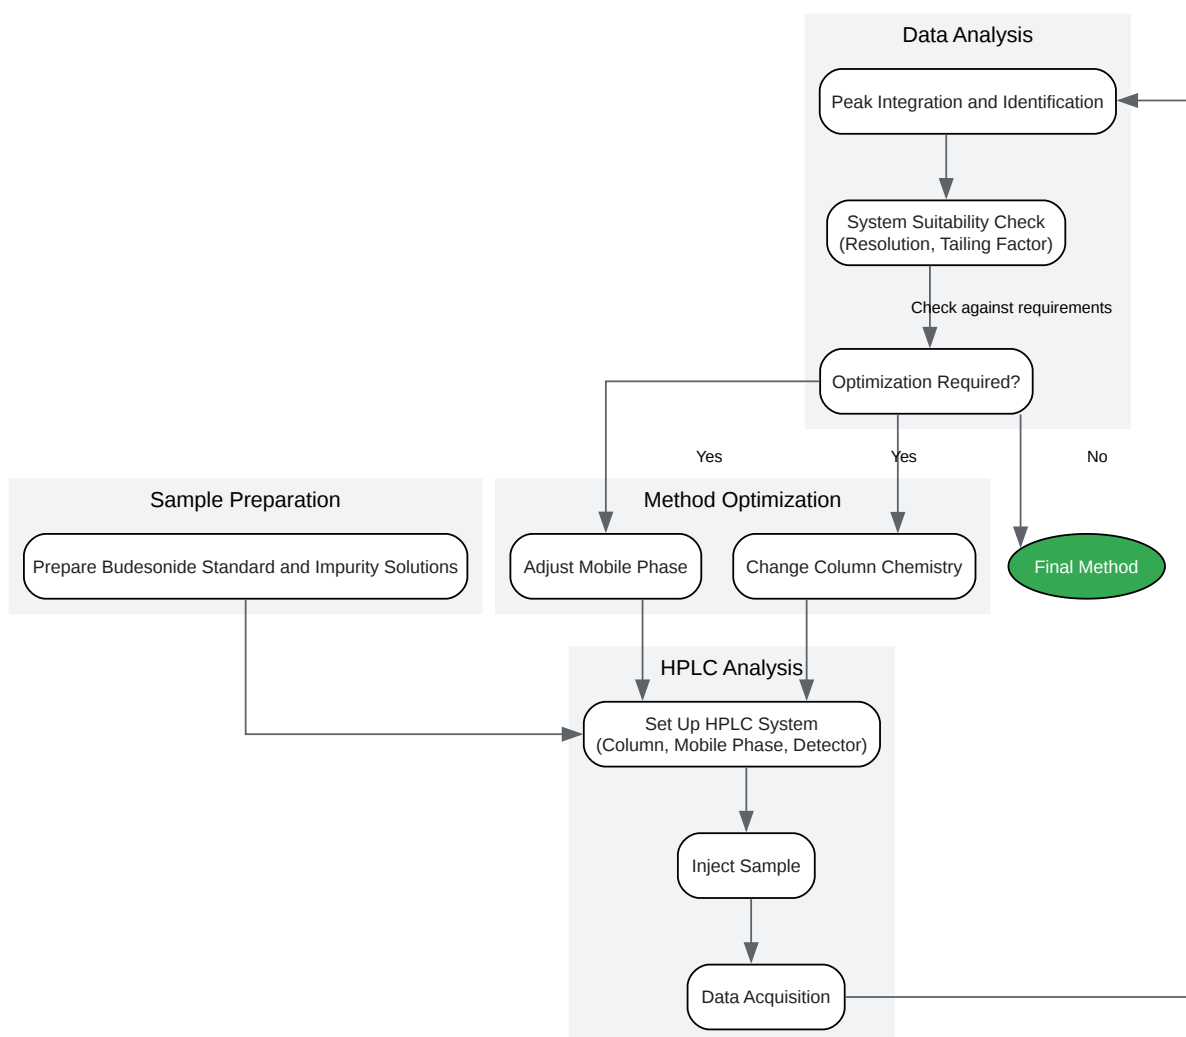 Data Analysis
Peak Integration and Identification
System Suitability Check
(Resolution, Tailing Factor)
Check against requirements
Optimization Required?
Yes
Yes
No
Sample Preparation
Method Optimization
Prepare Budesonide Standard and Impurity Solutions
Adjust Mobile Phase
Change Column Chemistry
Final Method
HPLC Analysis
Set Up HPLC System
(Column, Mobile Phase, Detector)
Inject Sample
Data Acquisition